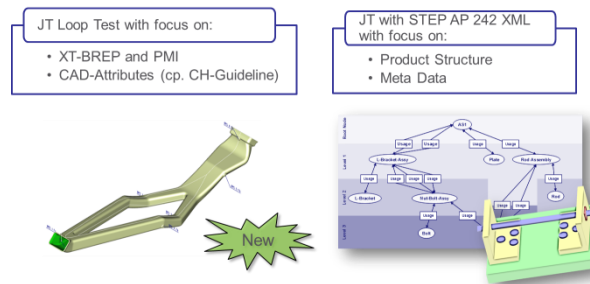 JT Loop Test with focus on:
• XT-BREP and PMI
• CAD-Attributes (cp. CH-Guideline)
New
JT with STEP AP 242 XML
with focus on:
• Product Structure
• Meta Data
Root Node
Level 1
Level 2
Level 3
AS1
Usage
Usage
Usage
Usage
L-Bracket-Assy
Plate
Rod-Assembly
Usage
Usage
Usage
Usage
Usage
Usage
Usage
L-Bracket
Nut-Bolt-Assy
Rod
Usage
Usage
Bolt